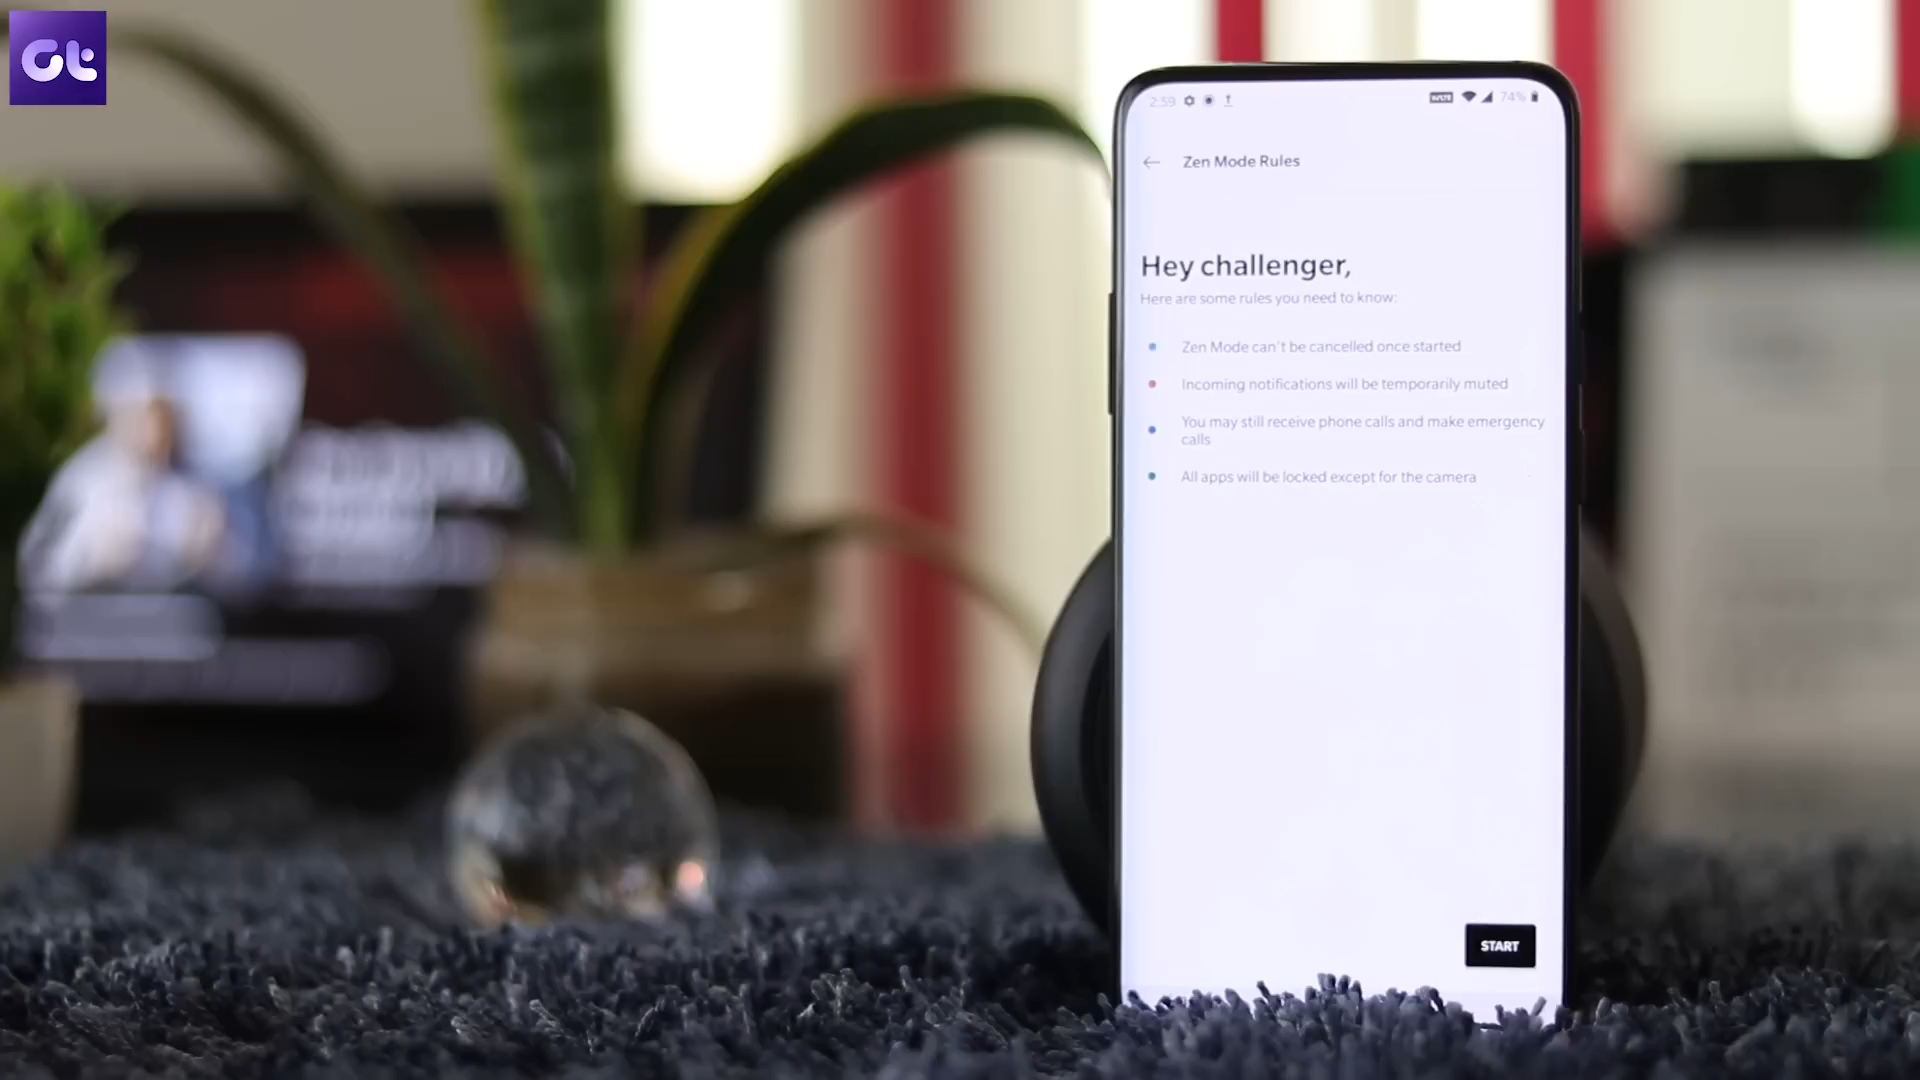 Gt
2:59
VoLTE 74%
Zen Mode Rules
Hey challenger,
Here are some rules you need to know:
Zen Mode can't be cancelled once started
Incoming notifications will be temporarily muted
You may still receive phone calls and make emergency
calls
All apps will be locked except for the camera
START